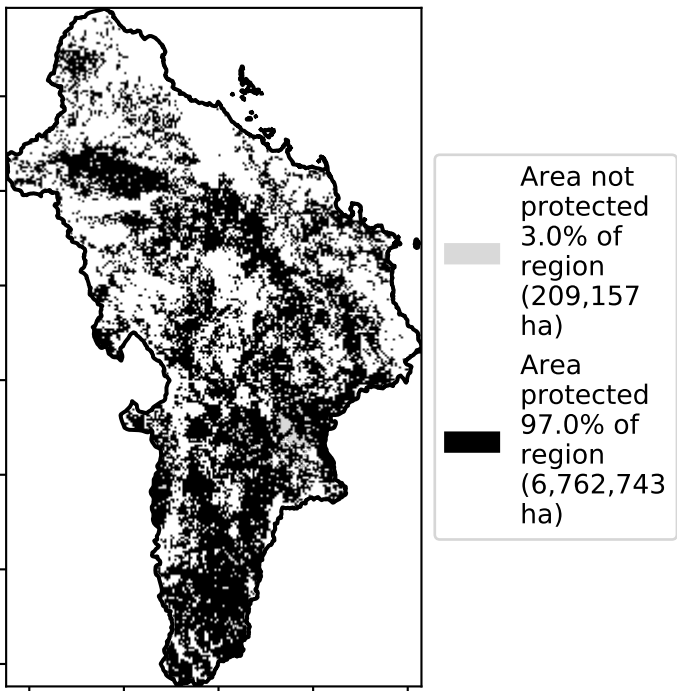 Area not
protected
3.0% of
region
(209,157
ha)
Area
protected
97.0% of
region
(6,762,743
ha)